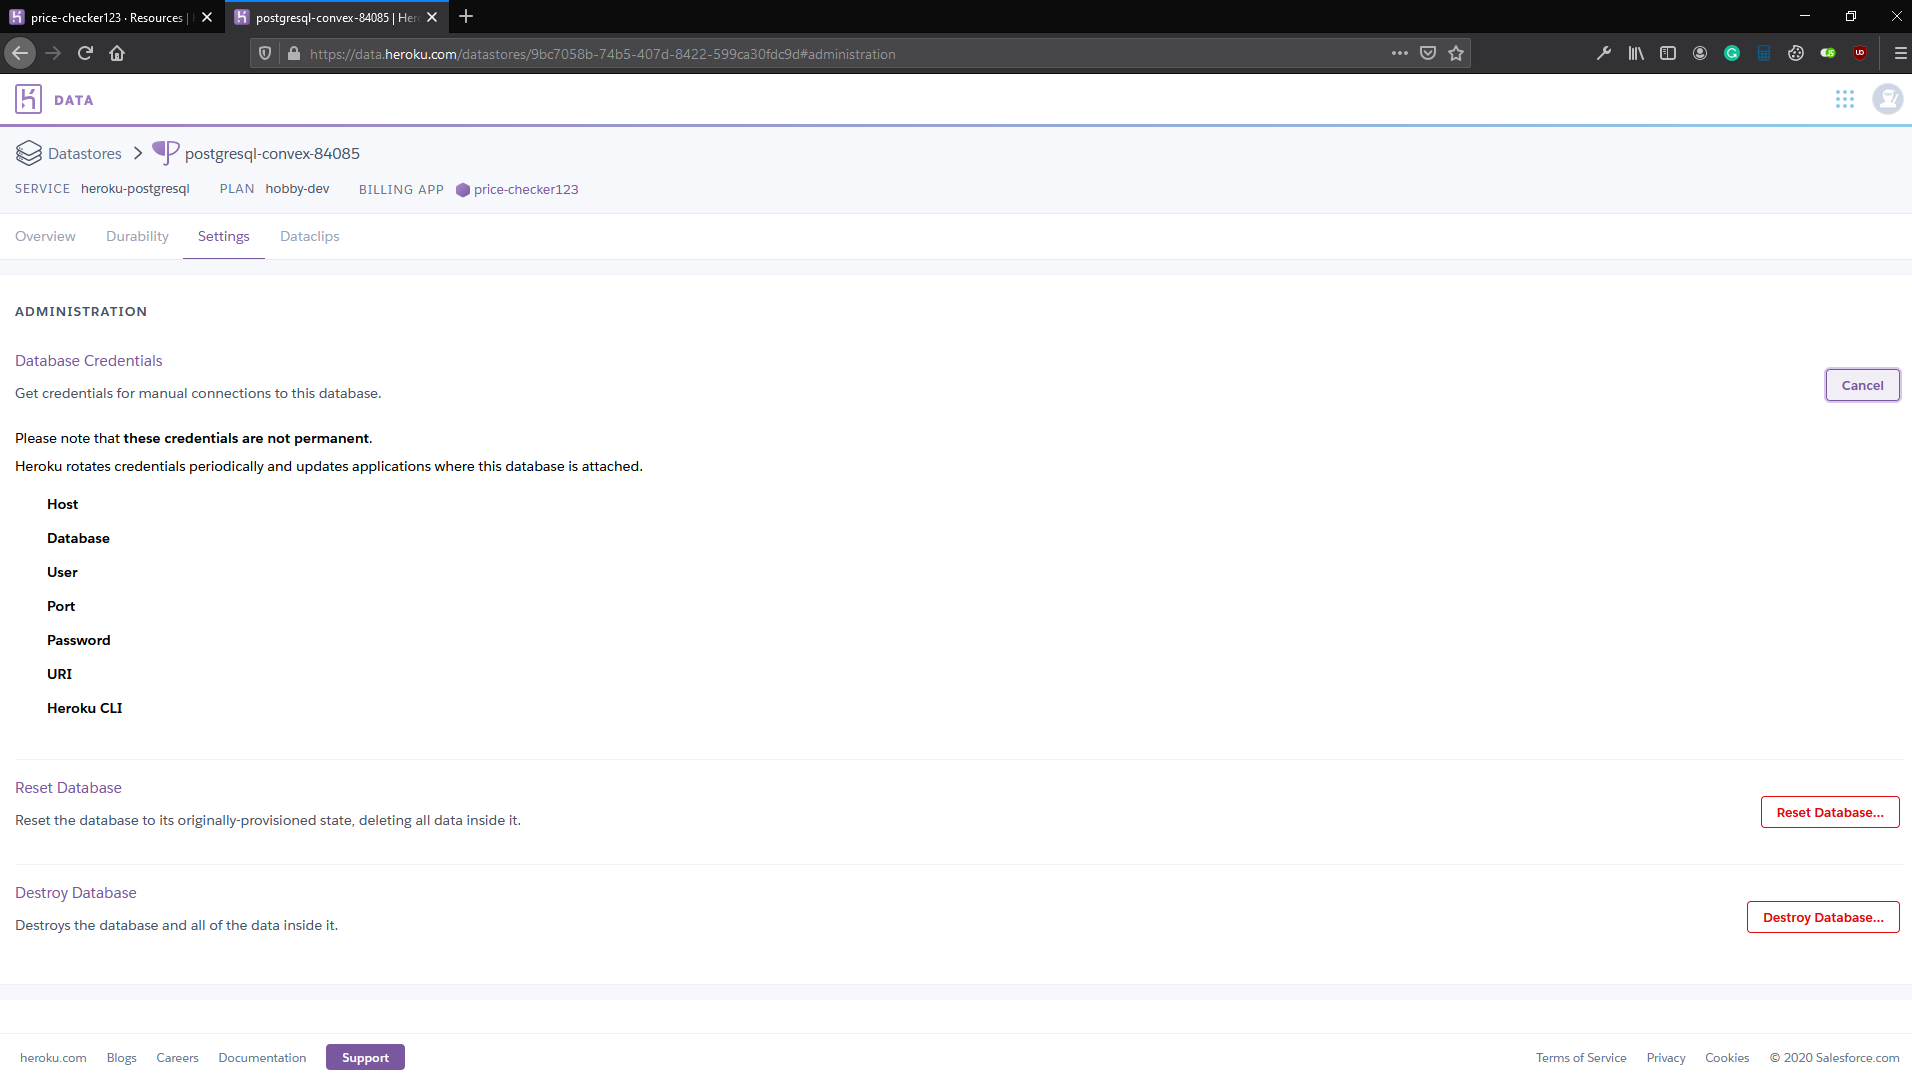 price-checker123 · Resources |
postgresql-convex-84085 | Her
https://data.heroku.com/datastores/9bc7058b-74b5-407d-8422-599ca30fdc9d#administration
DATA
Datastores > postgresql-convex-84085
SERVICE heroku-postgresql PLAN hobby-dev BILLING APP price-checker123
Overview Durability Settings Dataclips
ADMINISTRATION
Database Credentials
Get credentials for manual connections to this database.
Cancel
Please note that these credentials are not permanent.
Heroku rotates credentials periodically and updates applications where this database is attached.
Host
Database
User
Port
Password
URI
Heroku CLI
Reset Database
Reset the database to its originally-provisioned state, deleting all data inside it.
Reset Database...
Destroy Database
Destroys the database and all of the data inside it.
Destroy Database...
heroku.com Blogs Careers Documentation Support
Terms of Service Privacy Cookies © 2020 Salesforce.com